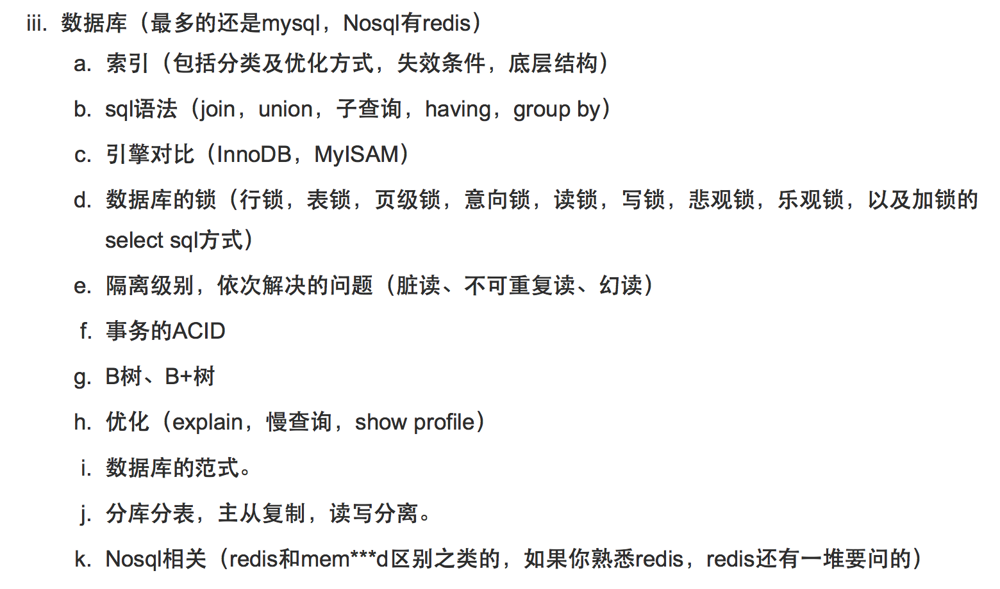 iii. 数据库（最多的还是mysql，Nosql有redis）
a. 索引（包括分类及优化方式，失效条件，底层结构）
b. sql语法（join，union，子查询，having，group by）
c. 引擎对比（InnoDB，MyISAM）
d. 数据库的锁（行锁，表锁，页级锁，意向锁，读锁，写锁，悲观锁，乐观锁，以及加锁的
select sql方式）
e. 隔离级别，依次解决的问题（脏读、不可重复读、幻读）
f. 事务的ACID
g. B树、B+树
h. 优化（explain，慢查询，show profile）
i. 数据库的范式。
j. 分库分表，主从复制，读写分离。
k. Nosql相关（redis和mem***d区别之类的，如果你熟悉redis，redis还有一堆要问的）